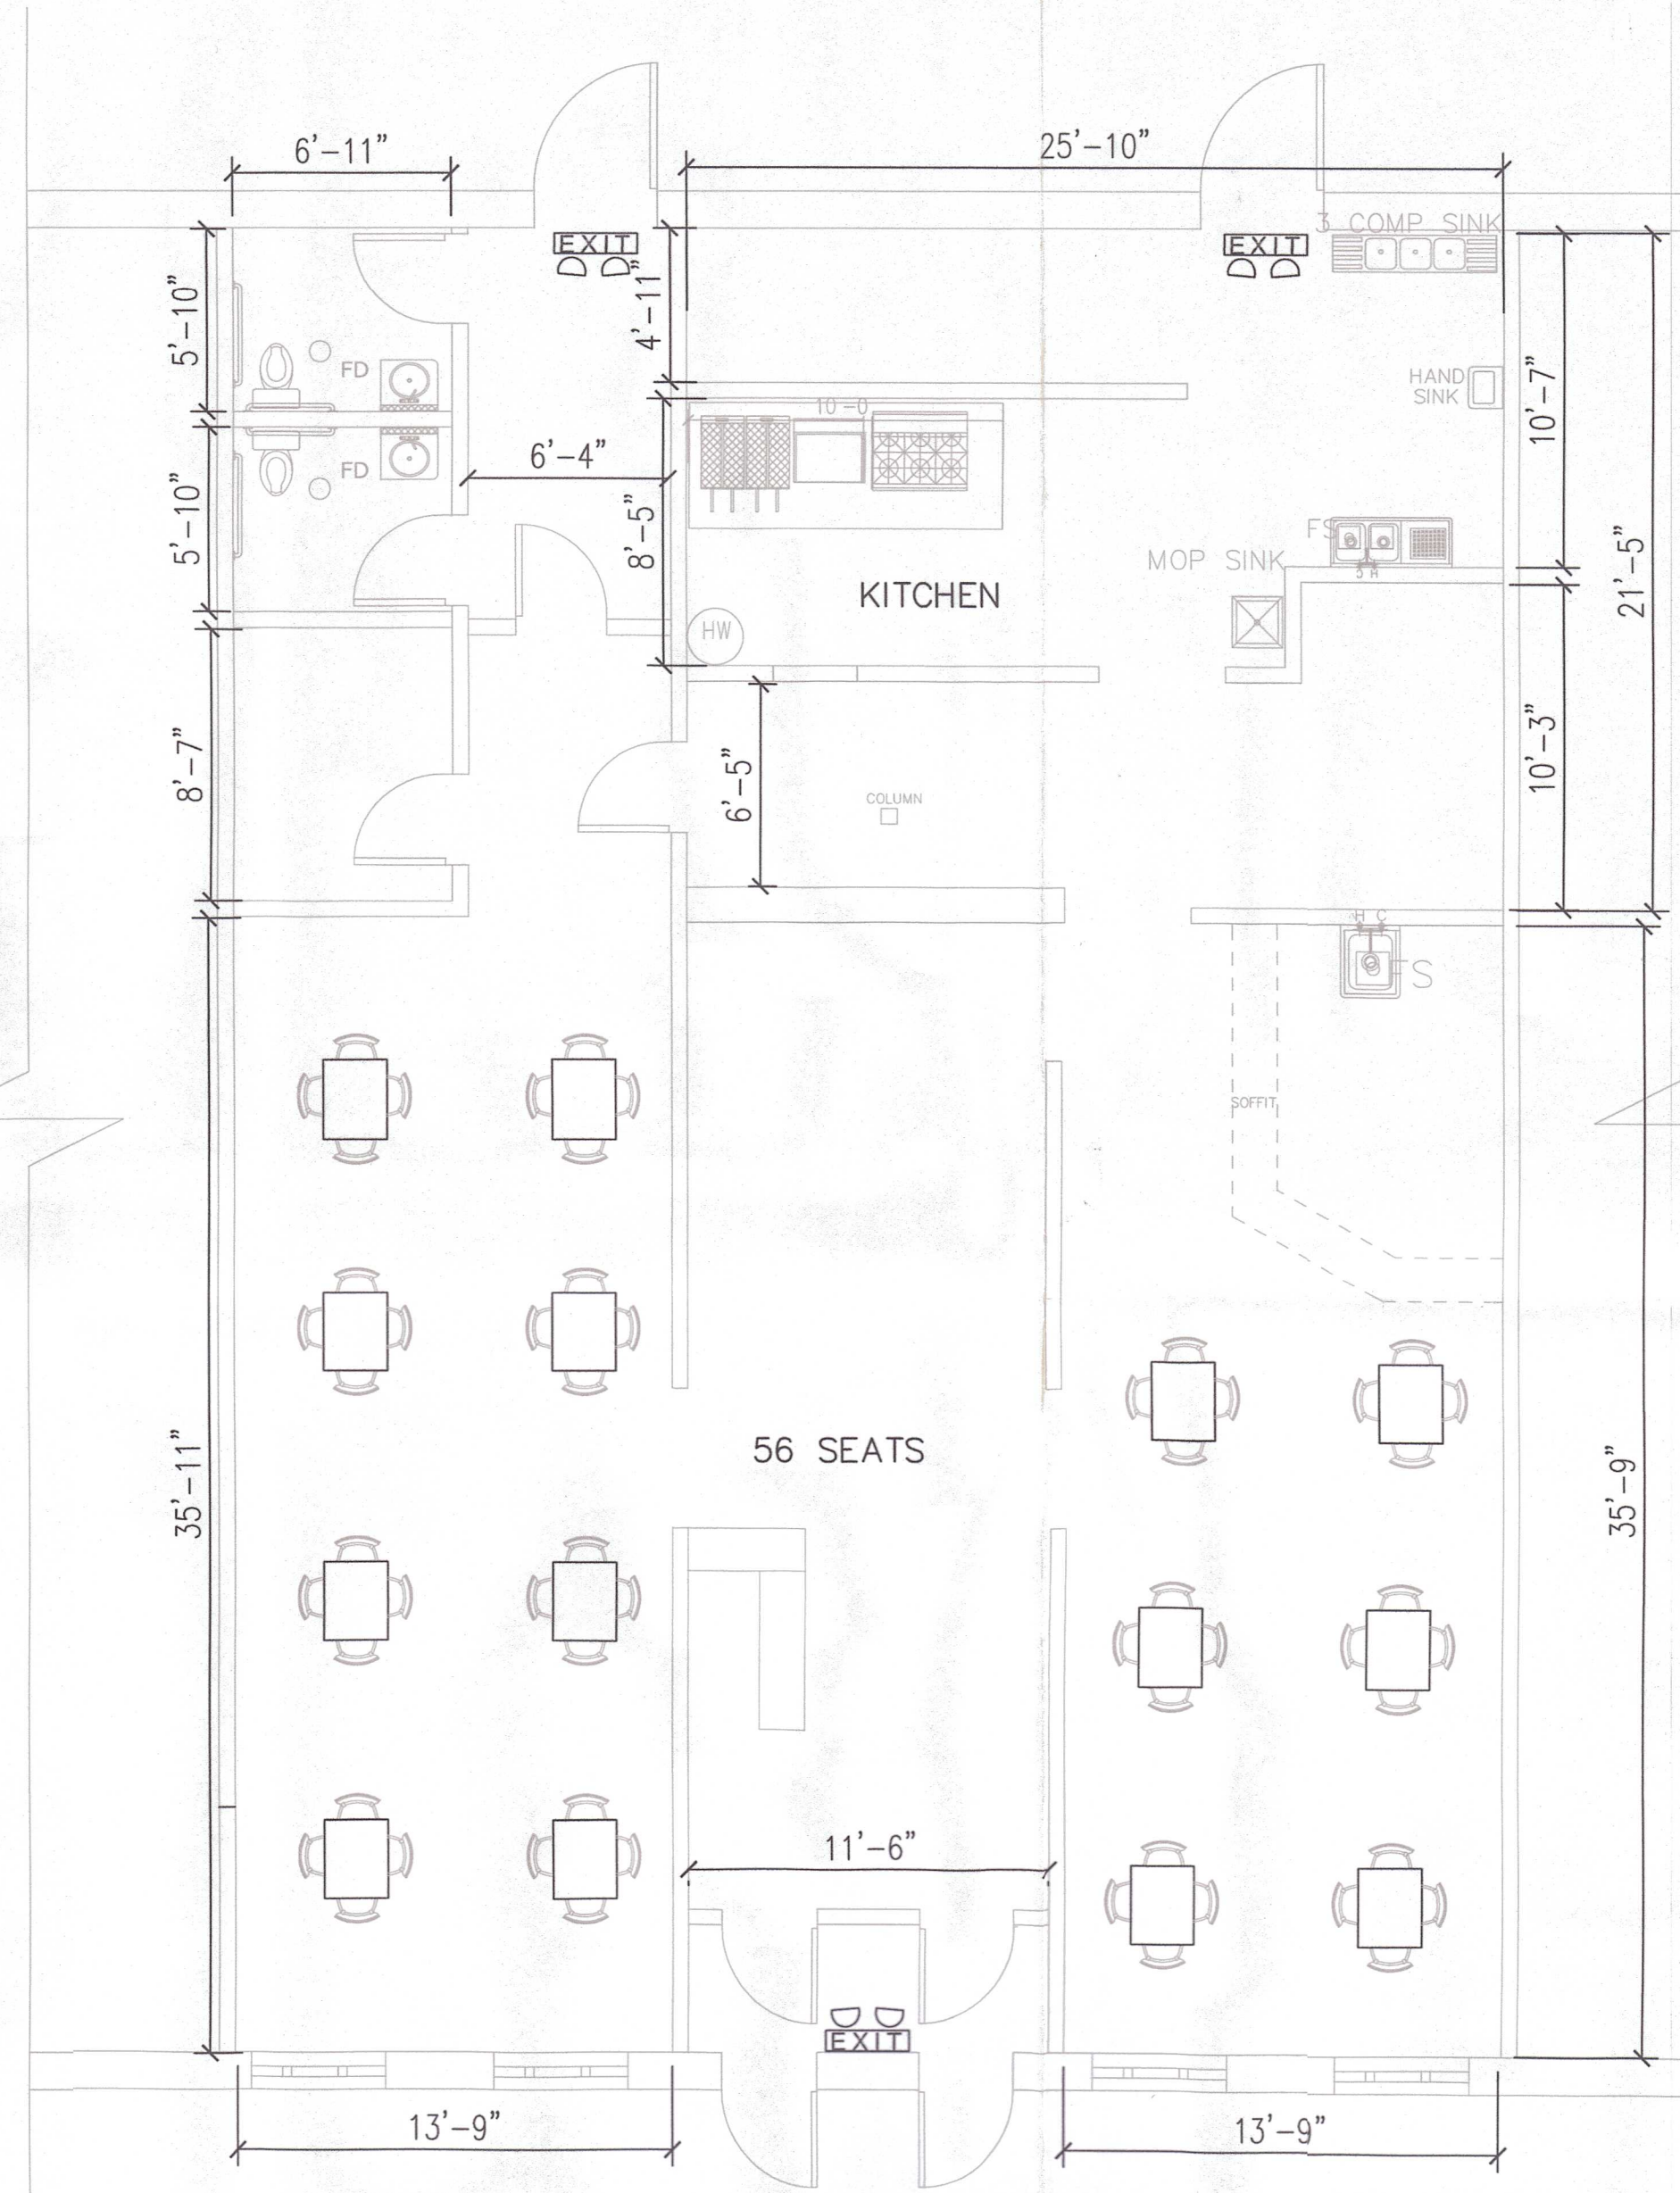 6'-11"
25'-10"
3 COMP SINK
EXIT
EXIT
4'-11"
5'-10"
FD
HAND
SINK
10'-7"
10'-0
FD
6'-4"
5'-10"
8'-5"
FS
MOP SINK
21'-5"
KITCHEN
HW
8'-7"
6'-5"
COLUMN
10'-3"
H C
FS
SOFFIT
56 SEATS
35'-11"
35'-9"
11'-6"
EXIT
13'-9"
13'-9"